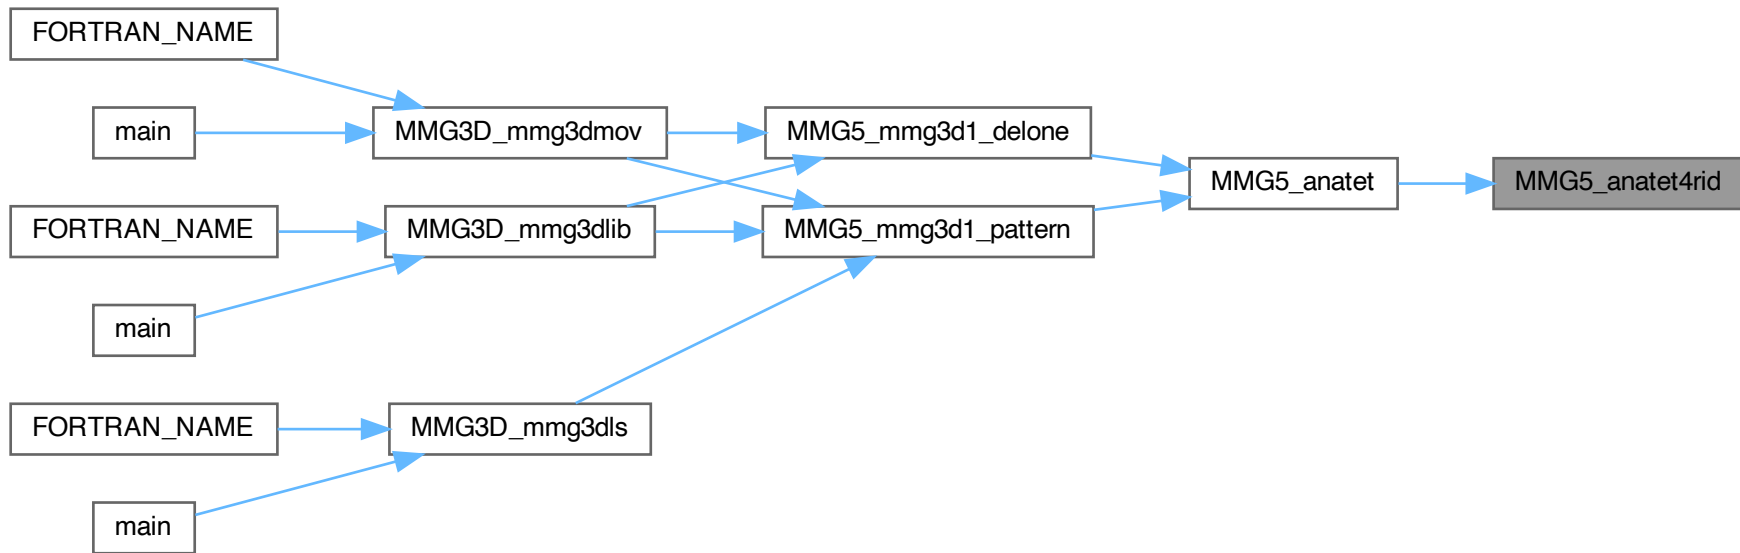 FORTRAN_NAME
main
MMG3D_mmg3dmov
MMG5_mmg3d1_delone
MMG5_anatet
MMG5_anatet4rid
FORTRAN_NAME
MMG3D_mmg3dlib
MMG5_mmg3d1_pattern
main
FORTRAN_NAME
MMG3D_mmg3dls
main